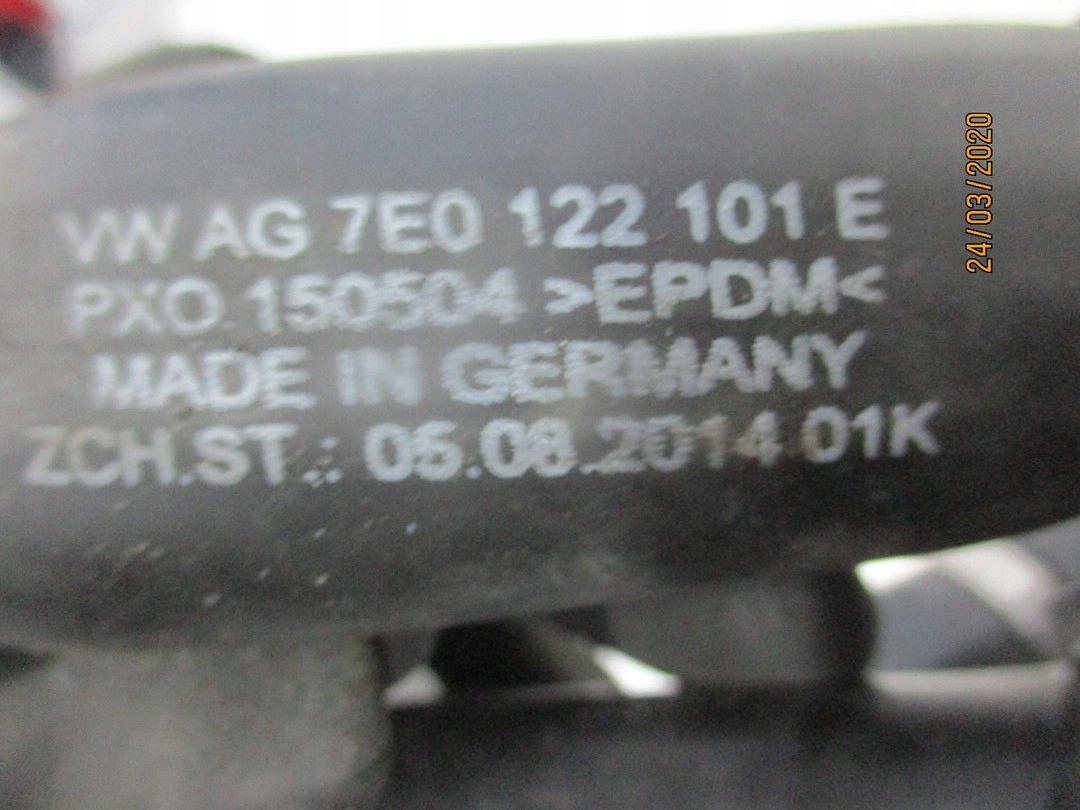 VW AG 7E0 122 101 E
PXO 150504 >EPDM<
MADE IN GERMANY
ZCH.ST.: 05.08.2014 01K
24/03/2020